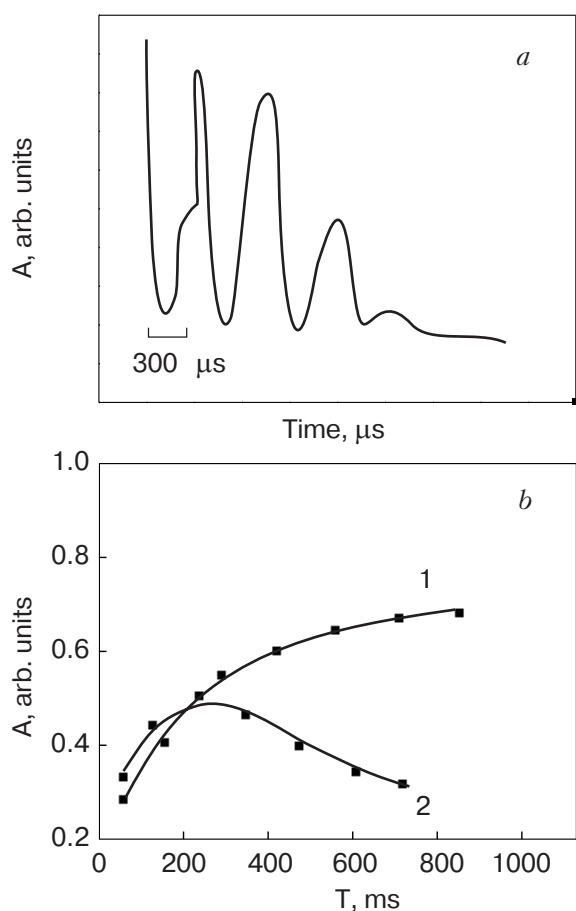 a
A, arb. units
300 μs
Time, μs
b
A, arb. units
1.0
0.8
0.6
0.4
0.2
1
2
0 200 400 600 800 1000
T, ms